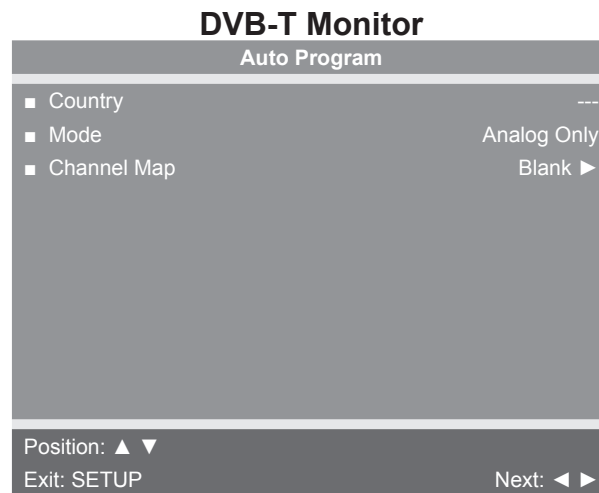 DVB-T Monitor
Auto Program
■ Country ---
■ Mode Analog Only
■ Channel Map Blank ►
Position: ▲ ▼
Exit: SETUP Next: ◄ ►